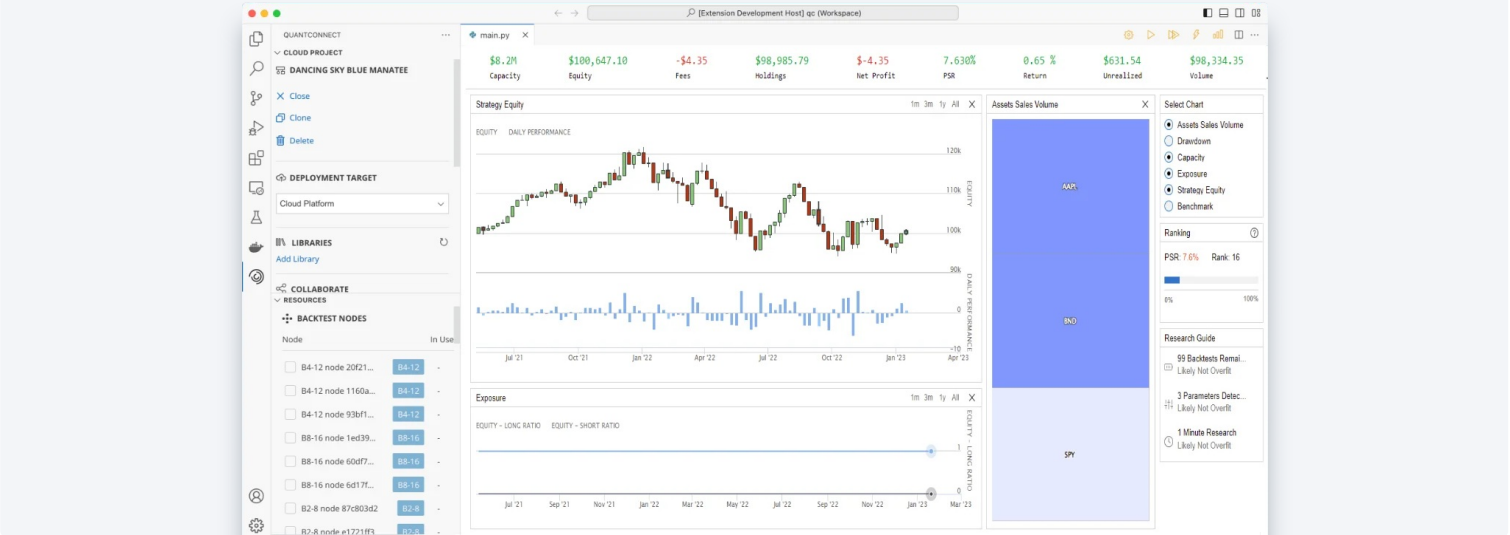 [Extension Development Host] qc (Workspace)
QUANTCONNECT
CLOUD PROJECT
DANCING SKY BLUE MANATEE
Close
Clone
Delete
DEPLOYMENT TARGET
Cloud Platform
LIBRARIES
Add Library
COLLABORATE
RESOURCES
BACKTEST NODES
Node In Use
B4-12 node 20f21... B4-12 -
B4-12 node 1160a... B4-12 -
B4-12 node 93bf1... B4-12 -
B8-16 node 1ed39... B8-16 -
B8-16 node 60df7... B8-16 -
B8-16 node 6d17f... B8-16 -
B2-8 node 87c803d2 B2-8 -
B2-8 node e1721ff3 B2-8 -
main.py
$8.2M $100,647.10 -$4.35 $98,985.79 $-4.35 7.630% 0.65 % $631.54 $98,334.35
Capacity Equity Fees Holdings Net Profit PSR Return Unrealized Volume
Strategy Equity 1m 3m 1y All
EQUITY DAILY PERFORMANCE
120k
110k
100k
90k
EQUITY
0
-10
DAILY PERFORMANCE
Jul '21 Oct '21 Jan '22 Apr '22 Jul '22 Oct '22 Jan '23 Apr '23
Exposure 1m 3m 1y All
EQUITY - LONG RATIO EQUITY - SHORT RATIO
1
0
EQUITY - LONG RATIO
Jul '21 Sep '21 Nov '21 Jan '22 Mar '22 May '22 Jul '22 Sep '22 Nov '22 Jan '23 Mar '23
Assets Sales Volume
AAPL
BND
SPY
Select Chart
Assets Sales Volume
Drawdown
Capacity
Exposure
Strategy Equity
Benchmark
Ranking
PSR: 7.6% Rank: 16
0% 100%
Research Guide
99 Backtests Remai...
Likely Not Overfit
3 Parameters Detec...
Likely Not Overfit
1 Minute Research
Likely Not Overfit